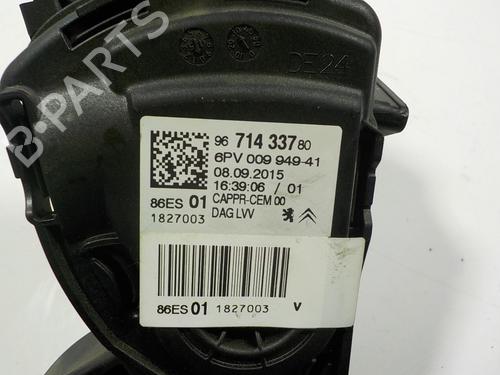 DE24
96 714 337 80
6PV 009 949-41
08.09.2015
16:39:06 / 01
86ES 01 CAPPR-CEM 00
1827003 DAG LVV
86ES 01 1827003 V